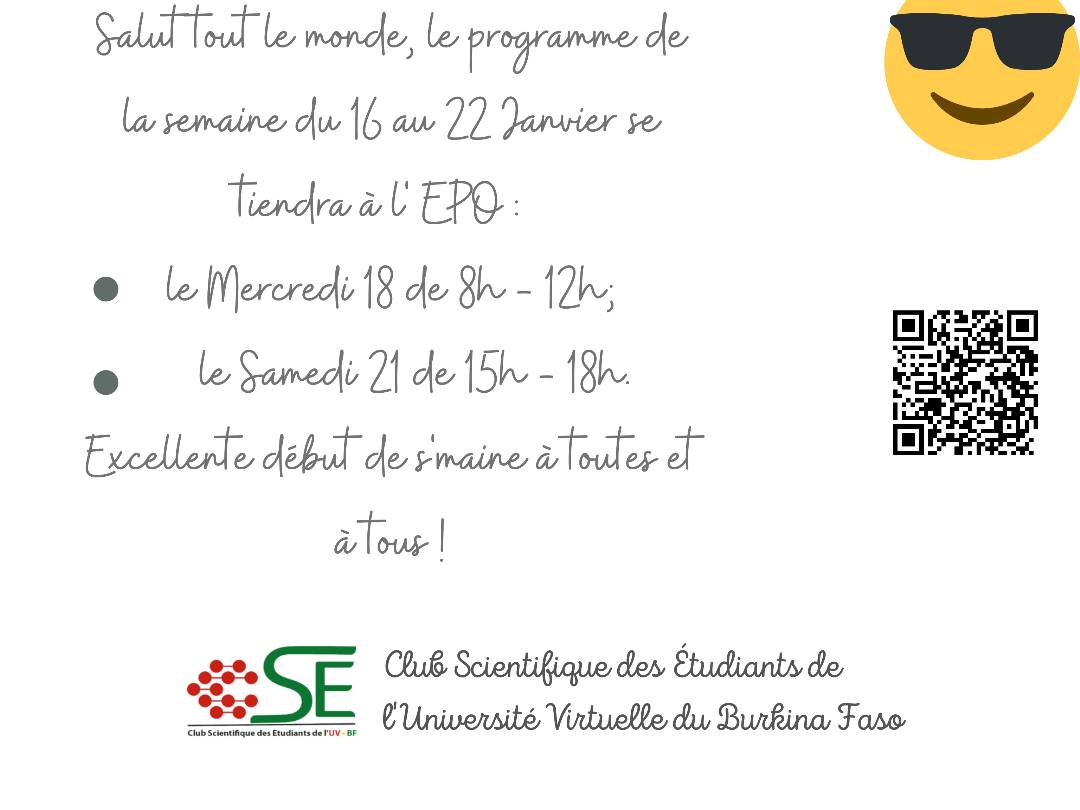 Salut tout le monde, le programme de
la semaine du 16 au 22 Janvier se
tiendra à l' EPO :
le Mercredi 18 de 8h - 12h;
le Samedi 21 de 15h - 18h.
Excellente début de s'maine à toutes et
à tous !
SE
Club Scientifique des Etudiants de l'UV - BF
Club Scientifique des Étudiants de
l'Université Virtuelle du Burkina Faso